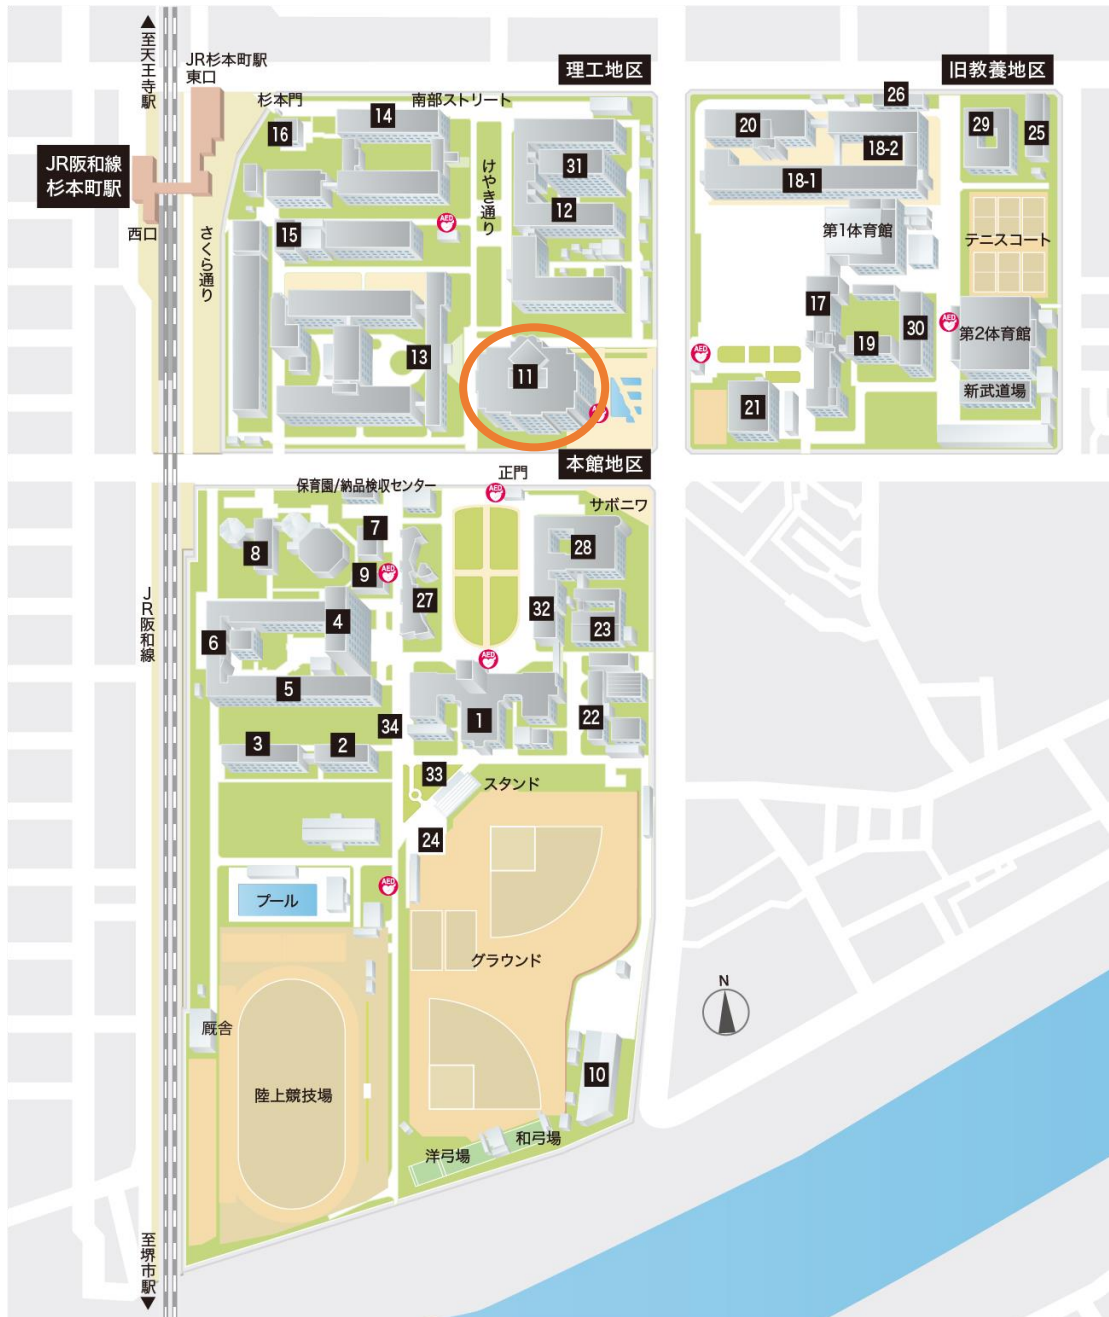 ▲至天王寺駅
JR杉本町駅
東口
理工地区
旧教養地区
杉本門
南部ストリート
16
14
31
12
けやき通り
26
20
18-2
18-1
29
25
JR阪和線
杉本町駅
西口
さくら通り
15
AED
第1体育館
テニスコート
17
13
11
AED
30
19
AED
第2体育館
AED
新武道場
21
本館地区
保育園/納品検収センター
正門
AED
サボニワ
8
7
9
AED
27
28
4
6
32
23
JR阪和線
5
AED
34
1
22
3
2
33
スタンド
24
プール
AED
グラウンド
N
厩舎
陸上競技場
10
和弓場
洋弓場
至堺市駅▼